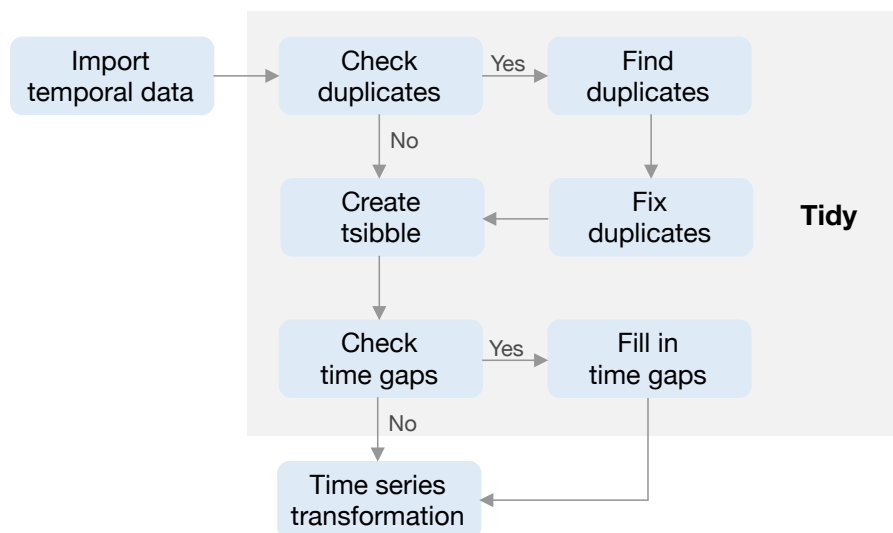 Import
temporal data
Check
duplicates
Yes
Find
duplicates
No
Create
tsibble
Fix
duplicates
Tidy
Check
time gaps
Yes
Fill in
time gaps
No
Time series
transformation